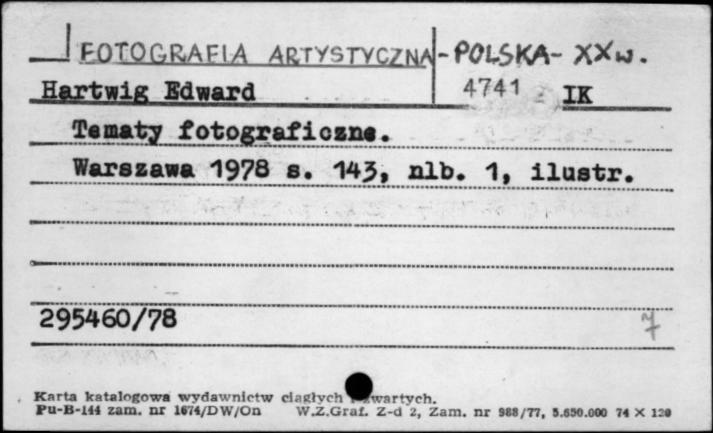 FOTOGRAFIA ARTYSTYCZNA - POLSKA - XX w.
Hartwig Edward 4741 IK
Tematy fotograficzne.
Warszawa 1978 s. 143, nlb. 1, ilustr.
295460/78 7
Karta katalogowa wydawnictw ciągłych i zwartych.
Pu-B-144 zam. nr 1674/DW/On W.Z.Graf. Z-d 2, Zam. nr 988/77, 5.650.000 74 X 120